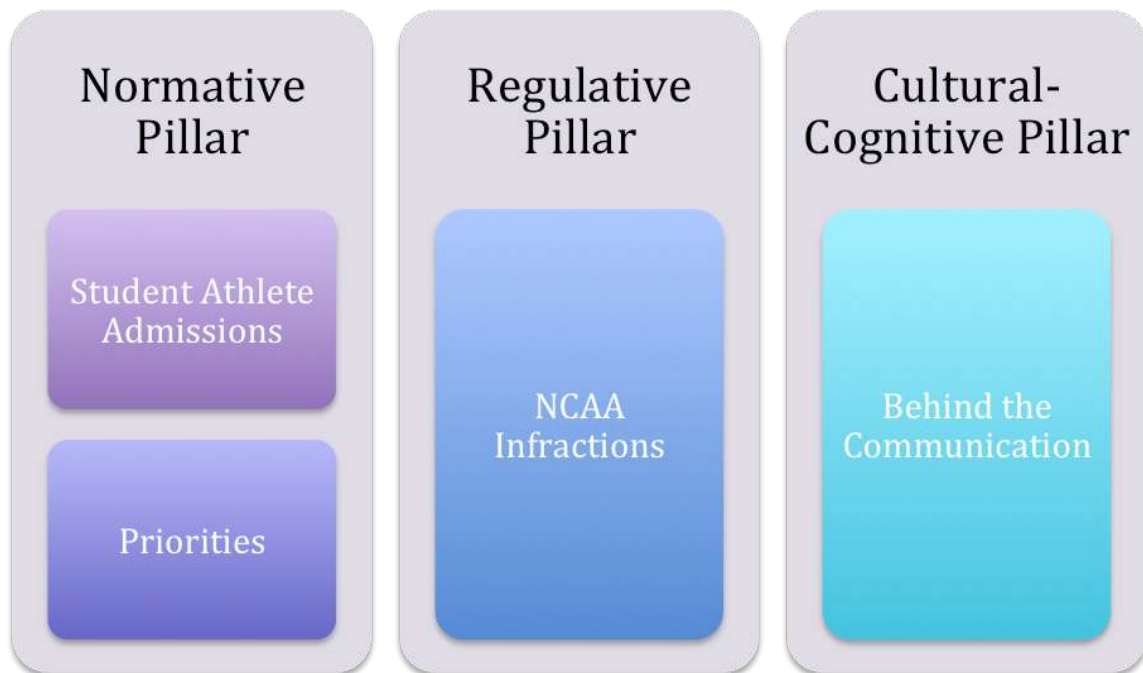 Normative
Pillar
Student Athlete
Admissions
Priorities
Regulative
Pillar
NCAA
Infractions
Cultural-
Cognitive Pillar
Behind the
Communication